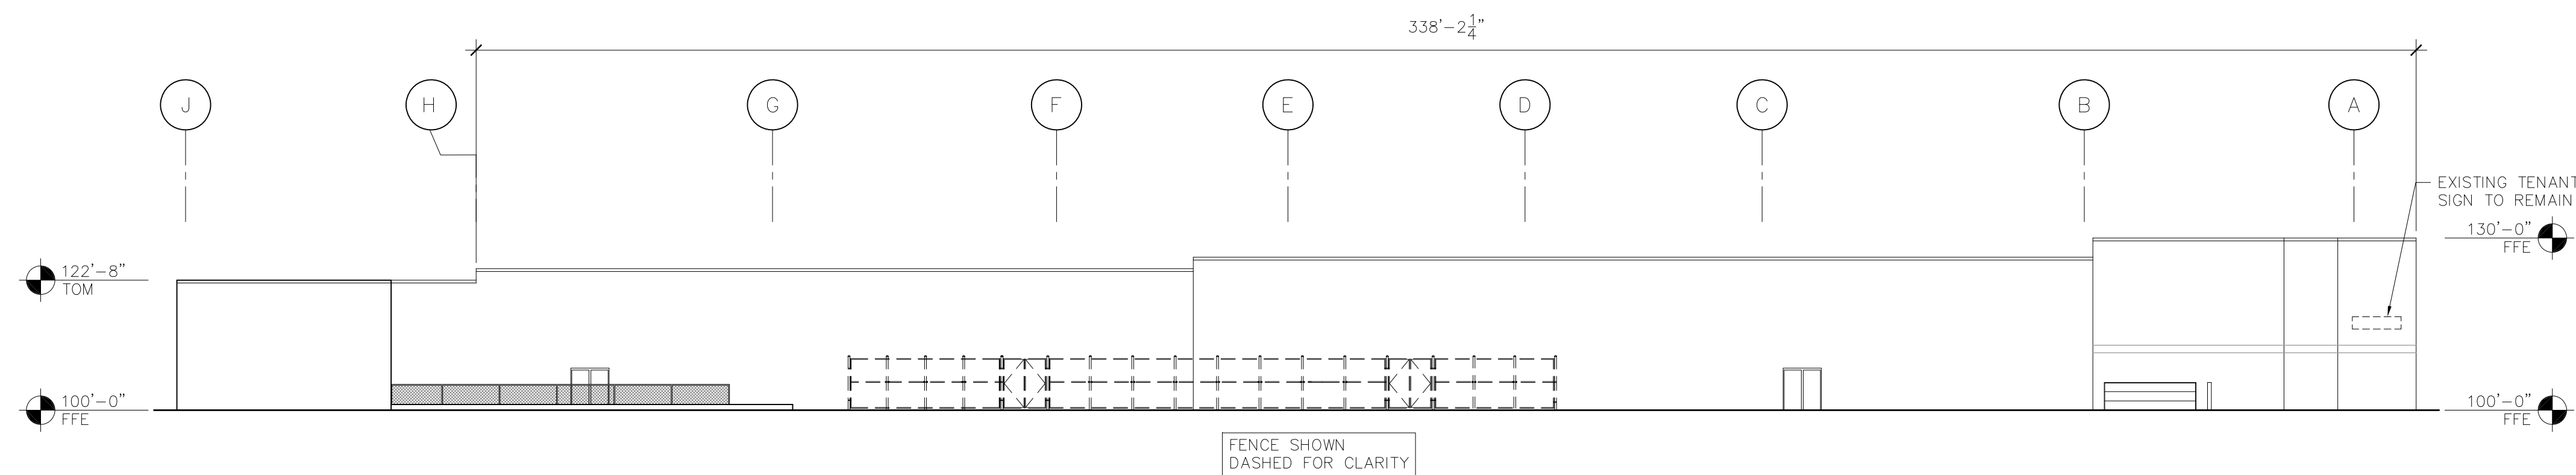 338'-2 1/4"
J
H
G
F
E
D
C
B
A
EXISTING TENANT
SIGN TO REMAIN
130'-0"
FFE
122'-8"
TOM
100'-0"
FFE
100'-0"
FFE
FENCE SHOWN
DASHED FOR CLARITY